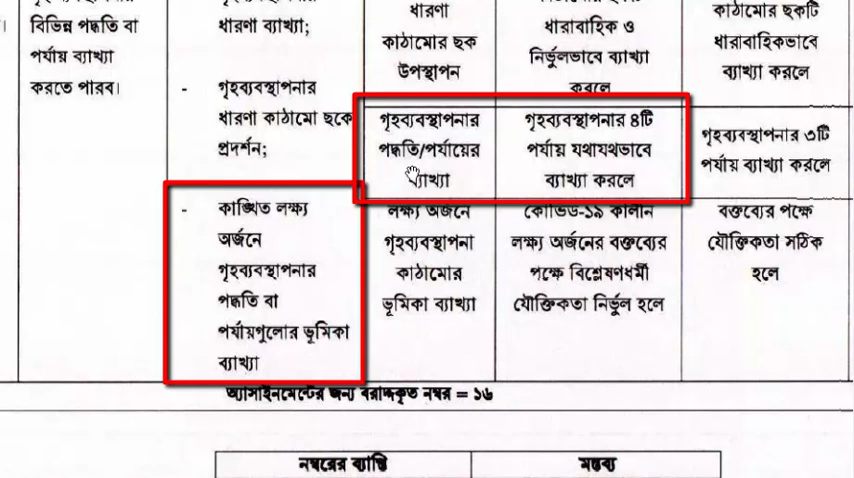 বিভিন্ন পদ্ধতি বা
পর্যায় ব্যাখ্যা
করতে পারব।
ধারণা ব্যাখ্যা;
- গৃহব্যবস্থাপনার
ধারণা কাঠামো ছকে
প্রদর্শন;
- কাঙ্খিত লক্ষ্য
অর্জনে
গৃহব্যবস্থাপনার
পদ্ধতি বা
পর্যায়গুলোর ভূমিকা
ব্যাখ্যা
ধারণা
কাঠামোর ছক
উপস্থাপন
গৃহব্যবস্থাপনার
পদ্ধতি/পর্যায়ের
ব্যাখ্যা
লক্ষ্য অর্জনে
গৃহব্যবস্থাপনা
কাঠামোর
ভূমিকা ব্যাখ্যা
ধারাবাহিক ও
নির্ভুলভাবে ব্যাখ্যা
করলে
গৃহব্যবস্থাপনার ৪টি
পর্যায় যথাযথভাবে
ব্যাখ্যা করলে
কোভিড-১৯ কালীন
লক্ষ্য অর্জনের বক্তব্যের
পক্ষে বিশ্লেষণধর্মী
যৌক্তিকতা নির্ভুল হলে
কাঠামোর ছকটি
ধারাবাহিকভাবে
ব্যাখ্যা করলে
গৃহব্যবস্থাপনার ৩টি
পর্যায় ব্যাখ্যা করলে
বক্তব্যের পক্ষে
যৌক্তিকতা সঠিক
হলে
অ্যাসাইনমেন্টের জন্য বরাদ্দকৃত নম্বর = ১৬
নম্বরের ব্যাপ্তি
মন্তব্য